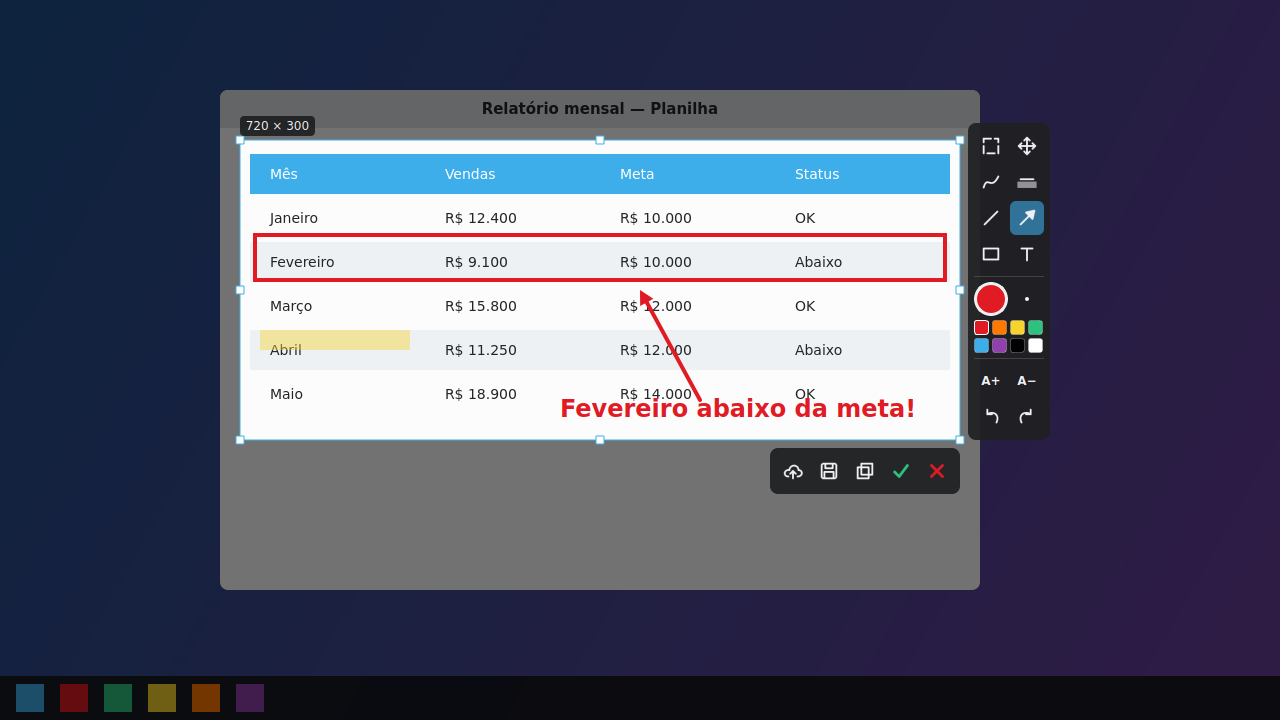 Relatório mensal — Planilha
720 × 300
Mês Vendas Meta Status
Janeiro R$ 12.400 R$ 10.000 OK
Fevereiro R$ 9.100 R$ 10.000 Abaixo
Março R$ 15.800 R$ 12.000 OK
Abril R$ 11.250 R$ 12.000 Abaixo
Maio R$ 18.900 R$ 14.000 OK
Fevereiro abaixo da meta!
T
A+ A−